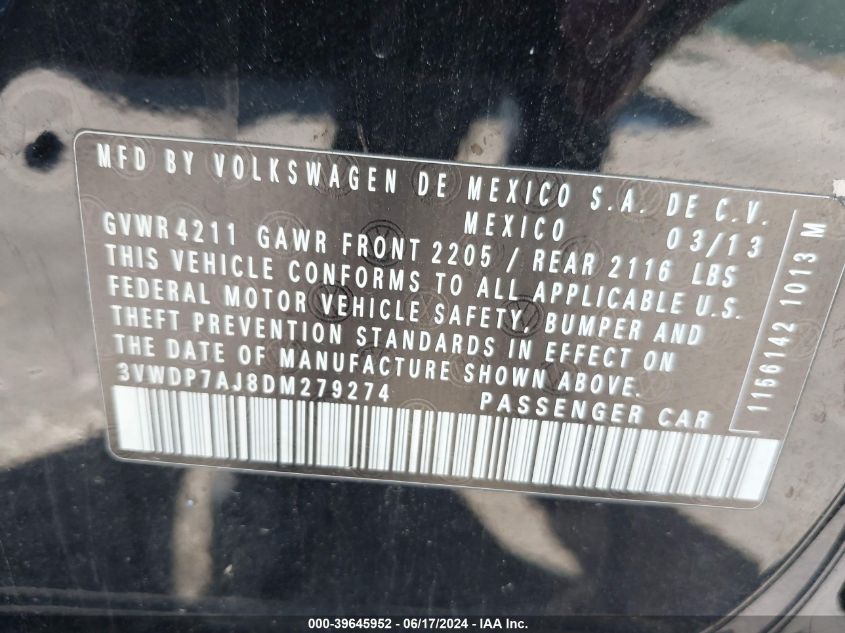 MFD BY VOLKSWAGEN DE MEXICO S.A. DE C.V.
MEXICO 03/13
GVWR 4211 GAWR FRONT 2205 / REAR 2116 LBS
THIS VEHICLE CONFORMS TO ALL APPLICABLE U.S.
FEDERAL MOTOR VEHICLE SAFETY, BUMPER AND
THEFT PREVENTION STANDARDS IN EFFECT ON
THE DATE OF MANUFACTURE SHOWN ABOVE.
3VWDP7AJ8DM279274 PASSENGER CAR
1166142 1013 M
000-39645952 - 06/17/2024 - IAA Inc.